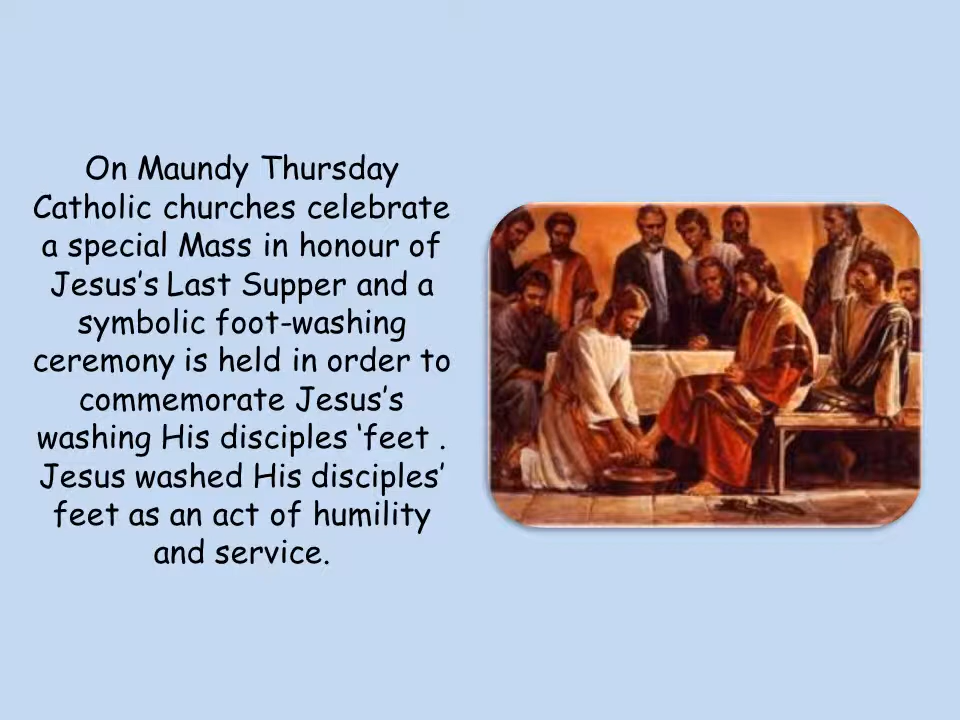 On Maundy Thursday
Catholic churches celebrate
a special Mass in honour of
Jesus’s Last Supper and a
symbolic foot-washing
ceremony is held in order to
commemorate Jesus’s
washing His disciples ‘feet .
Jesus washed His disciples’
feet as an act of humility
and service.